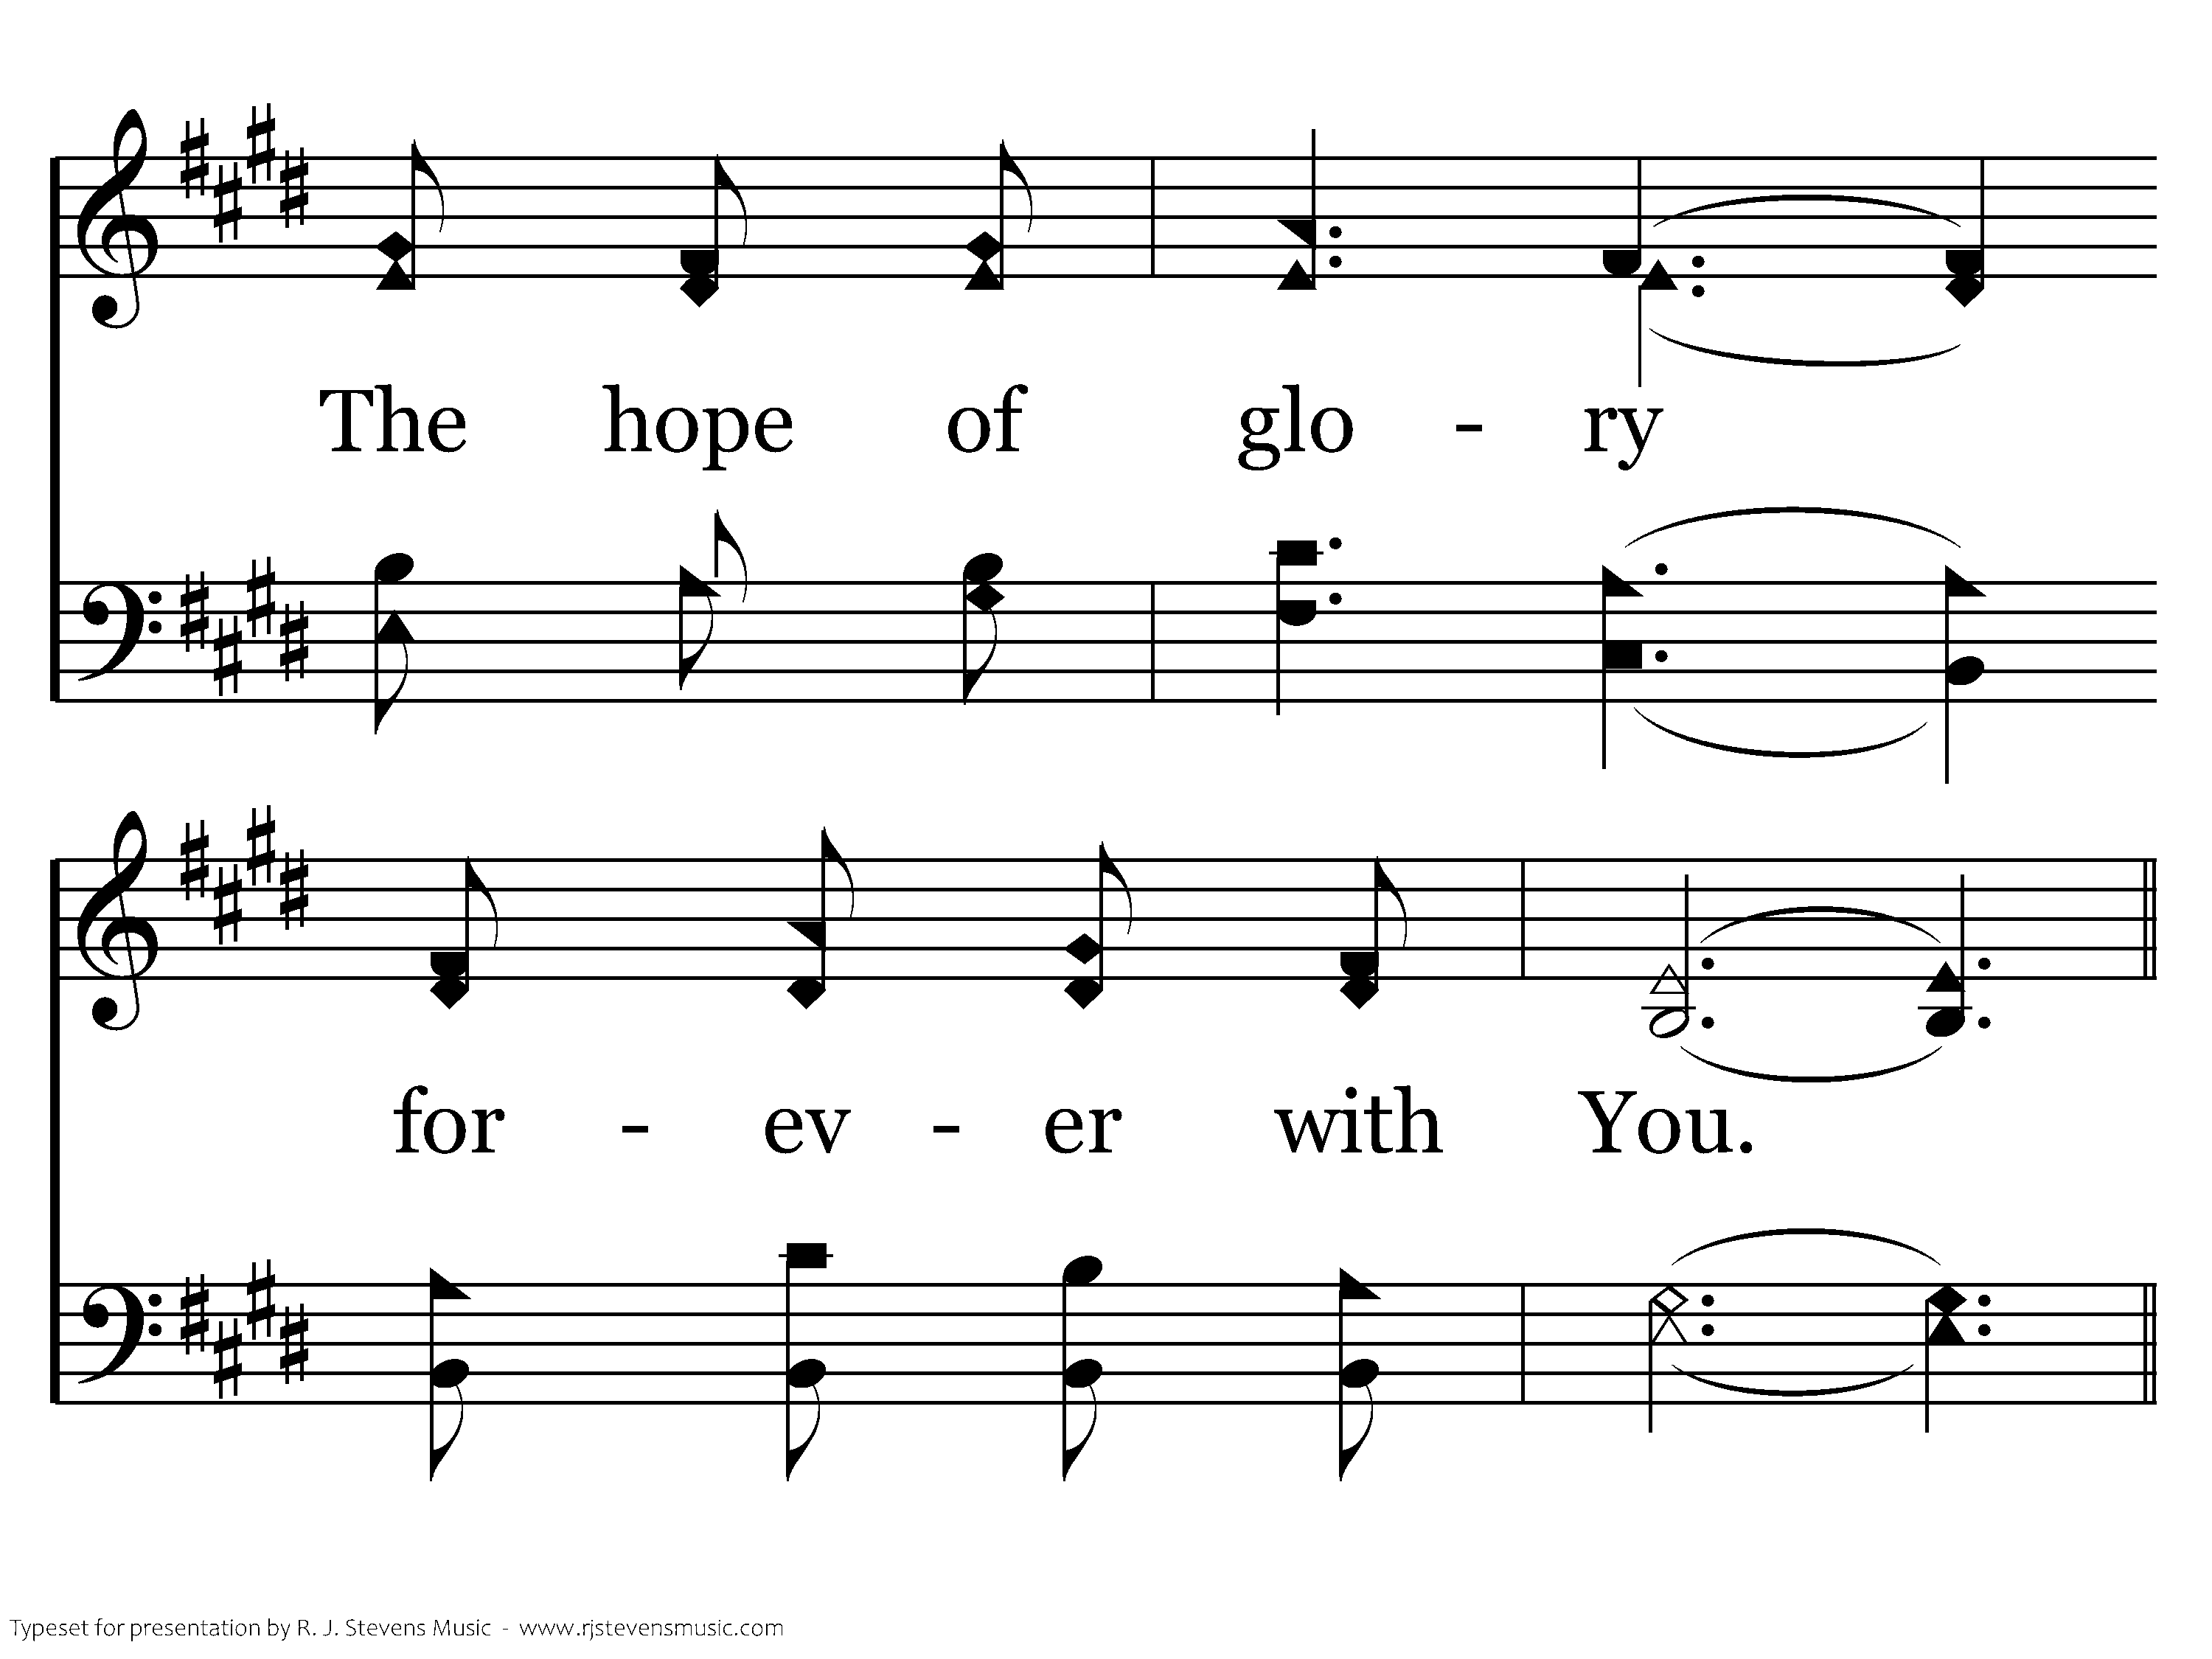 The hope of glo - ry
for - ev - er with You.
Typeset for presentation by R. J. Stevens Music - www.rjstevensmusic.com